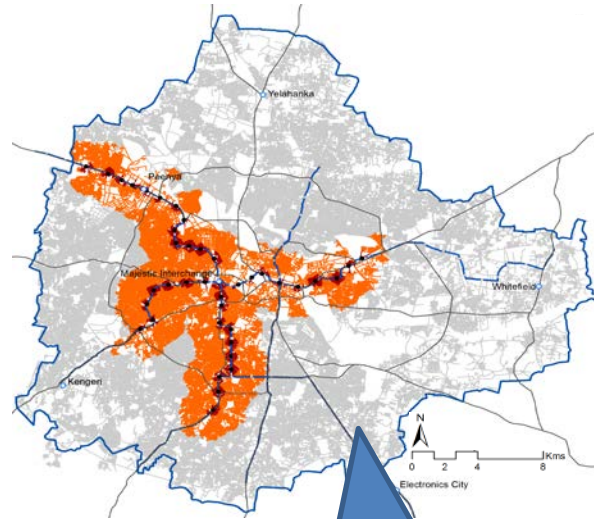 Yelahanka
Peenya
Majestic Interchange
Whitefield
Kengeri
N
Kms
0 2 4 8
Electronics City